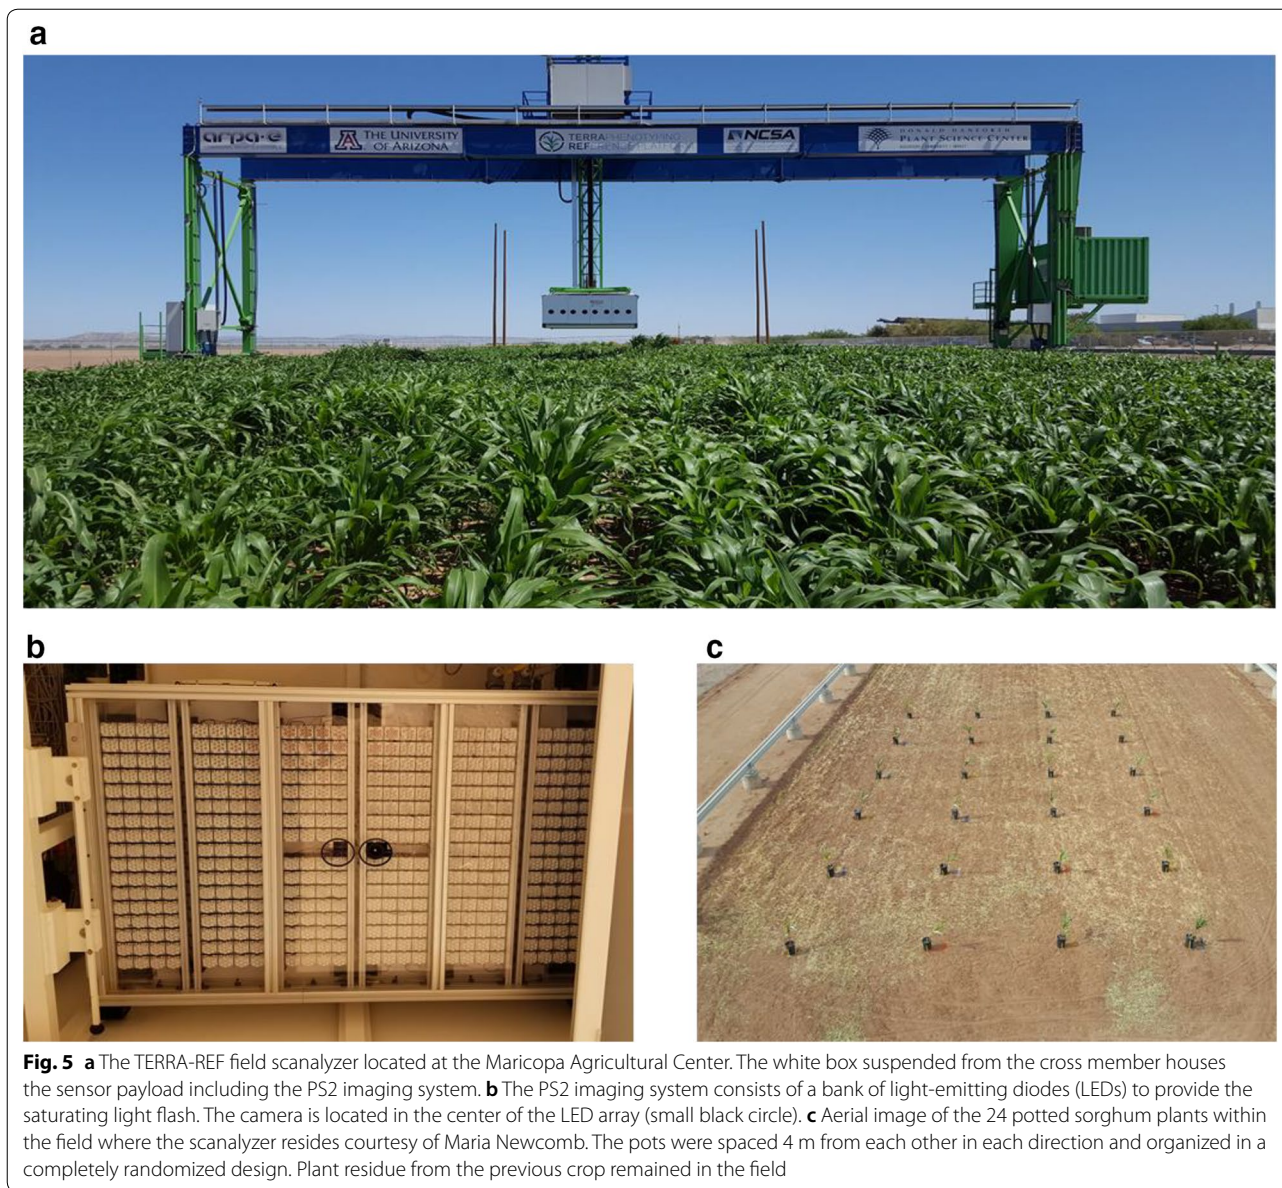 a
arpa·e
THE UNIVERSITY
OF ARIZONA
TERRAPHENOTYPING
REFERENCE PLATFORM
NCSA
DONALD DANFORTH
PLANT SCIENCE CENTER
b
c
Fig. 5 a The TERRA-REF field scanalyzer located at the Maricopa Agricultural Center. The white box suspended from the cross member houses
the sensor payload including the PS2 imaging system. b The PS2 imaging system consists of a bank of light-emitting diodes (LEDs) to provide the
saturating light flash. The camera is located in the center of the LED array (small black circle). c Aerial image of the 24 potted sorghum plants within
the field where the scanalyzer resides courtesy of Maria Newcomb. The pots were spaced 4 m from each other in each direction and organized in a
completely randomized design. Plant residue from the previous crop remained in the field